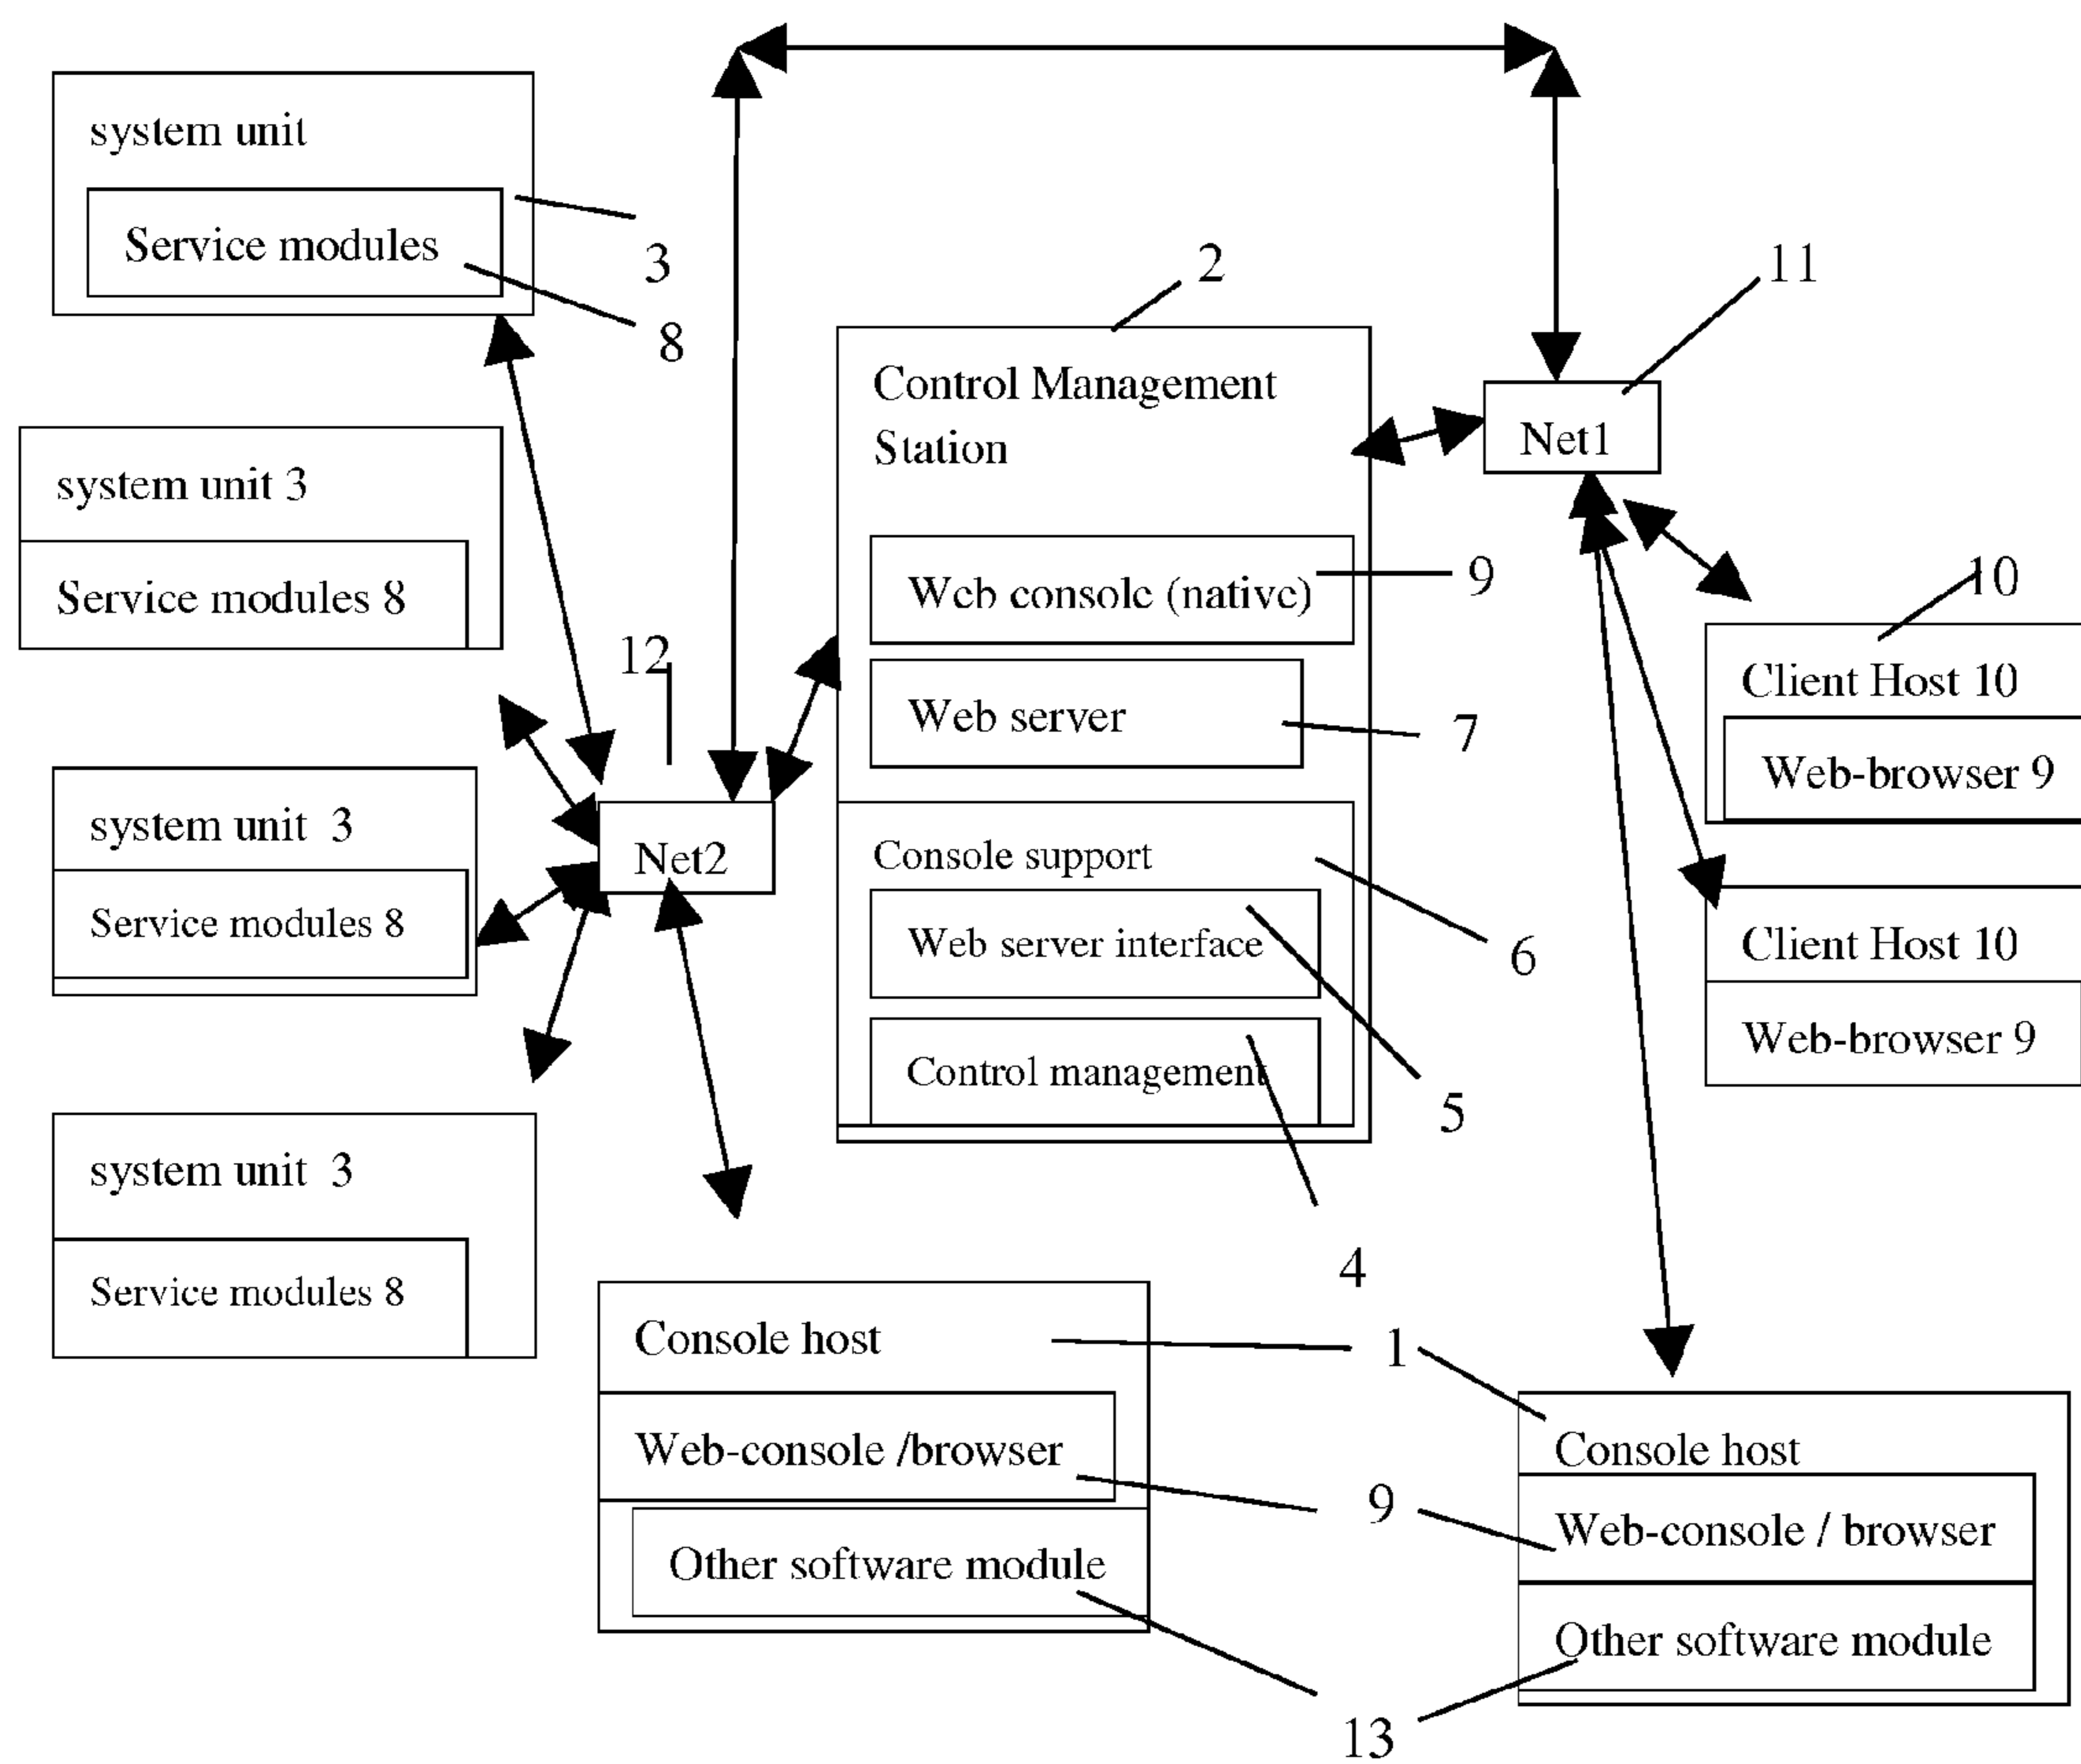 system unit
Service modules
3
8
system unit 3
Service modules 8
12
system unit 3
Service modules 8
Net2
system unit 3
Service modules 8
2
Control Management
Station
Web console (native)
9
Web server
7
Console support
6
Web server interface
5
Control management
4
11
Net1
10
Client Host 10
Web-browser 9
Client Host 10
Web-browser 9
Console host
1
Web-console /browser
9
Other software module
13
Console host
Web-console / browser
Other software module